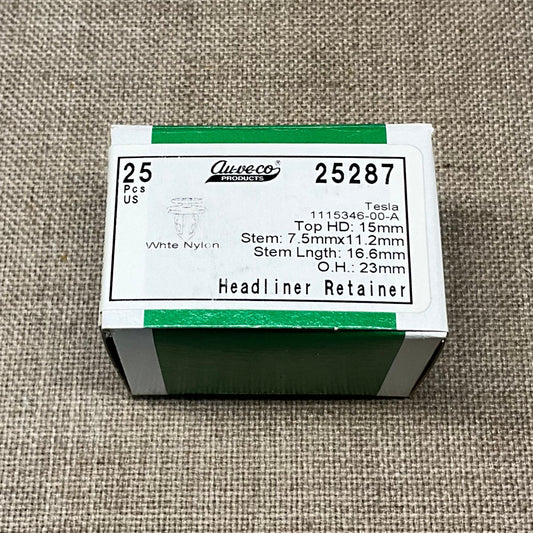 25
Pcs
US
Au-ve-co®
PRODUCTS
25287
Whte Nylon
Tesla
1115346-00-A
Top HD: 15mm
Stem: 7.5mmx11.2mm
Stem Lngth: 16.6mm
O.H.: 23mm
Headliner Retainer